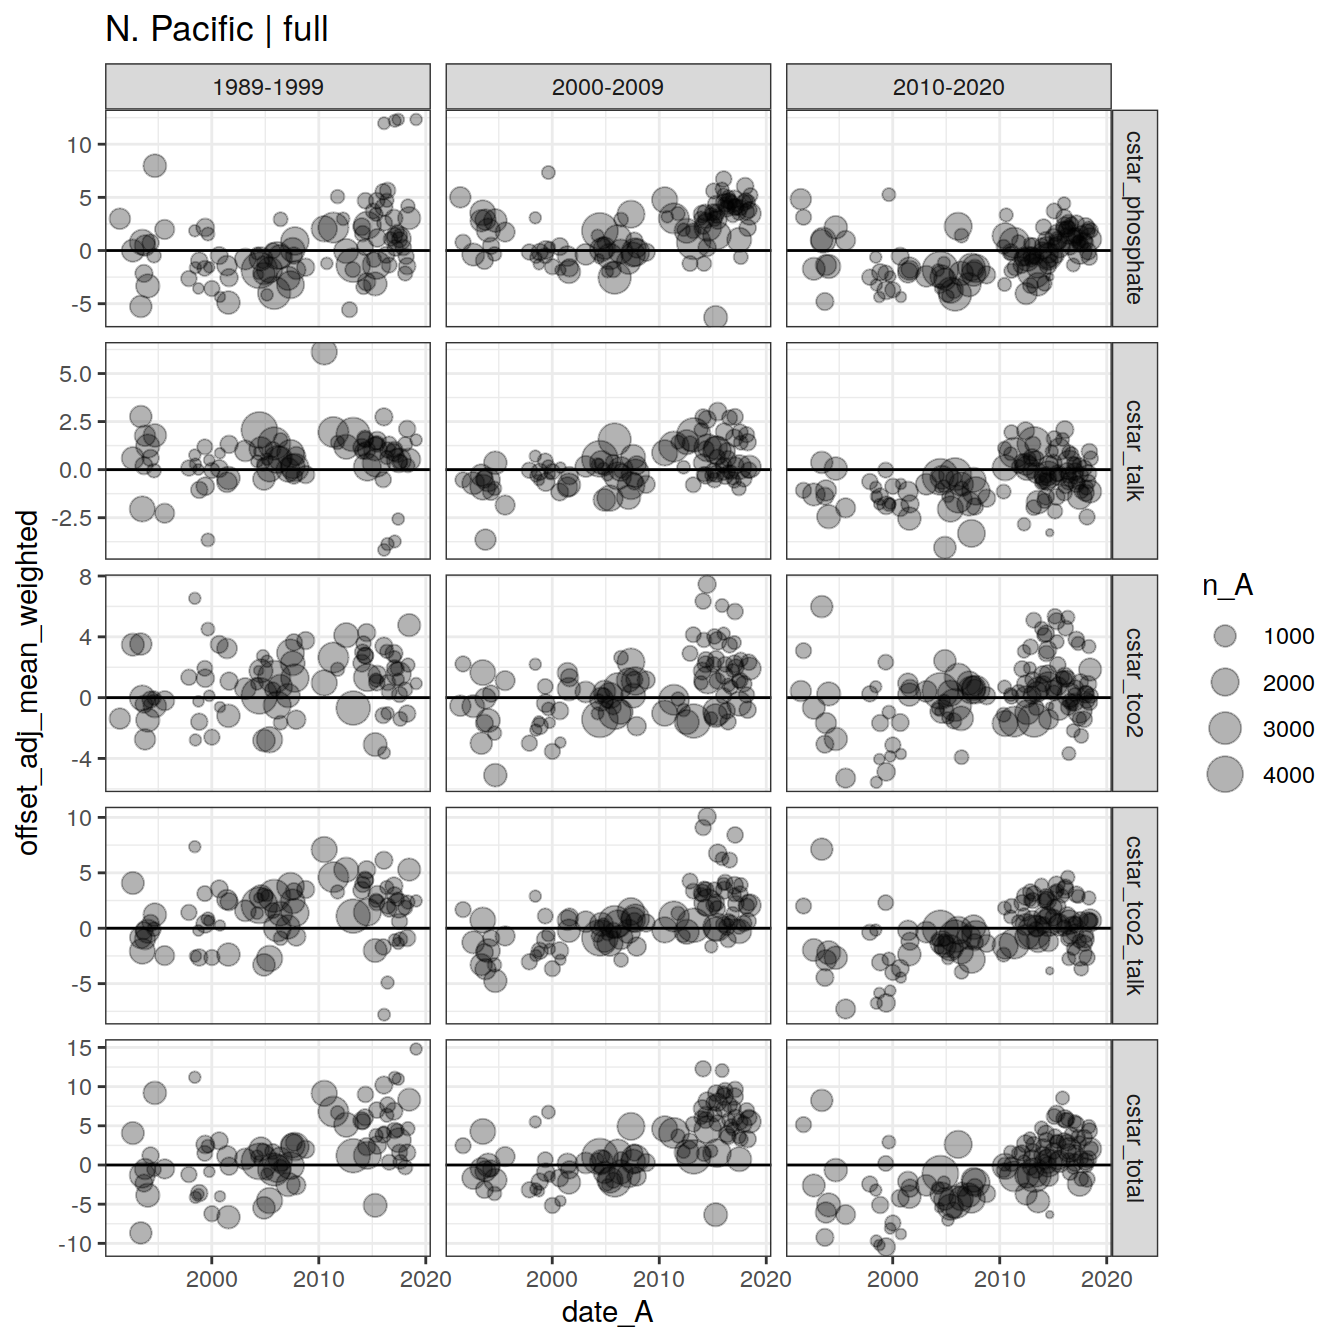 N. Pacific | full
1989-1999
2000-2009
2010-2020
10
5
0
-5
cstar_phosphate
5.0
2.5
0.0
-2.5
cstar_talk
8
4
0
-4
cstar_tco2
10
5
0
-5
cstar_tco2_talk
15
10
5
0
-5
-10
cstar_total
2000 2010 2020 2000 2010 2020 2000 2010 2020
date_A
offset_adj_mean_weighted
n_A
1000
2000
3000
4000